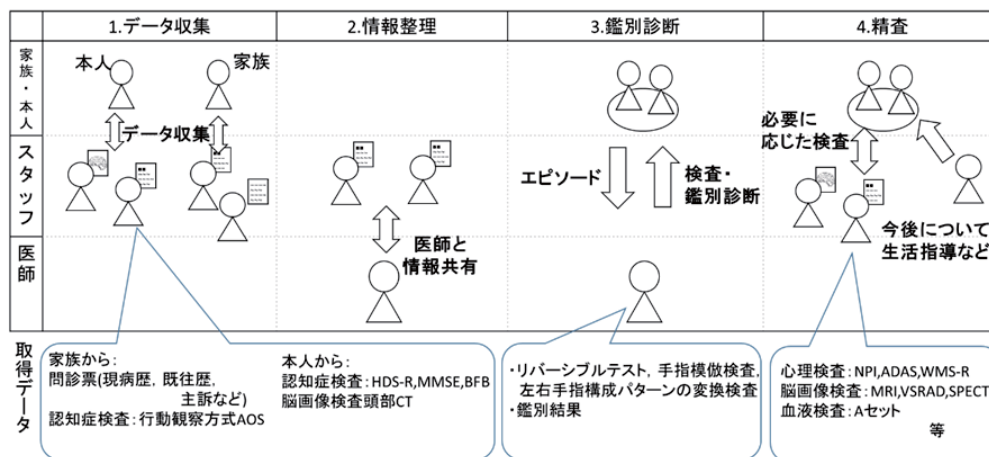 1.データ収集
2.情報整理
3.鑑別診断
4.精査
家族・本人
本人
家族
データ収集
エピソード
検査・
鑑別診断
必要に
応じた検査
スタッフ
医師と
情報共有
今後について
生活指導など
医師
取得データ
家族から:
問診票(現病歴, 既往歴,
主訴など)
認知症検査:行動観察方式AOS
本人から:
認知症検査:HDS-R,MMSE,BFB
脳画像検査頭部CT
・リバーシブルテスト, 手指模倣検査,
左右手指構成パターンの変換検査
・鑑別結果
心理検査:NPI,ADAS,WMS-R
脳画像検査:MRI,VSRAD,SPECT
血液検査:Aセット
等